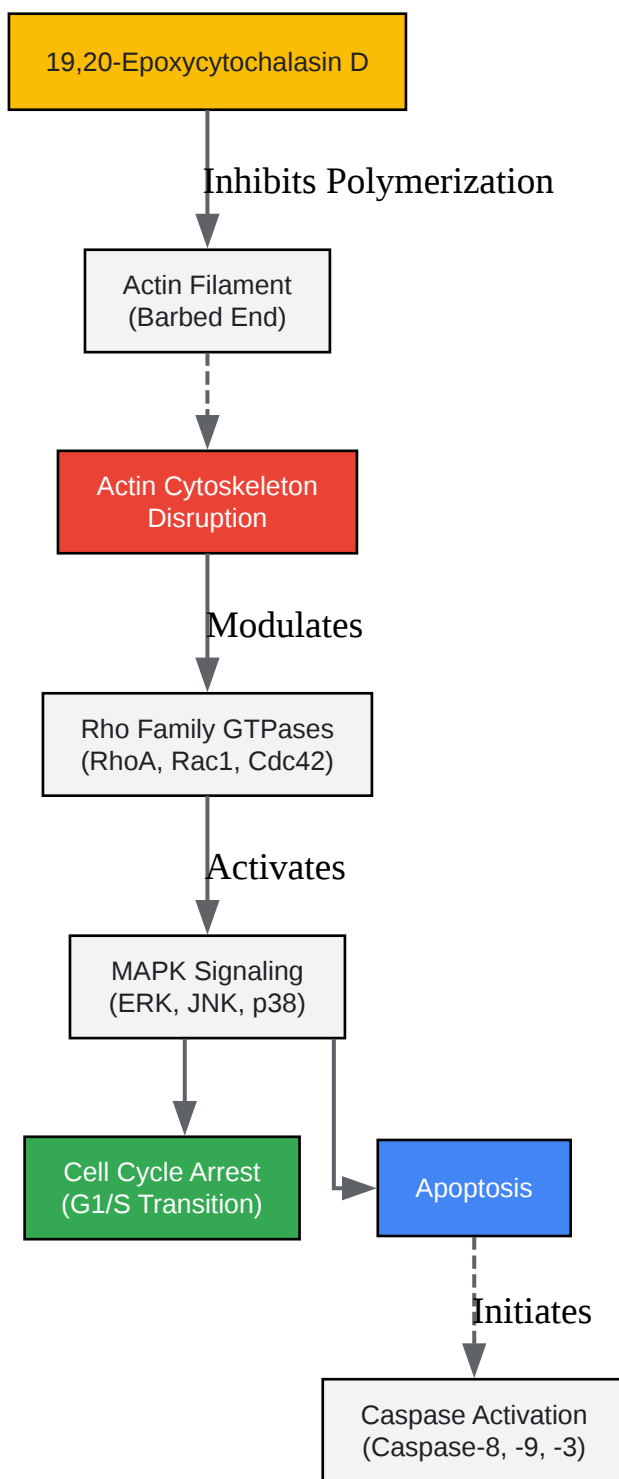 19,20-Epoxycytochalasin D
Inhibits Polymerization
Actin Filament
(Barbed End)
Actin Cytoskeleton
Disruption
Modulates
Rho Family GTPases
(RhoA, Rac1, Cdc42)
Activates
MAPK Signaling
(ERK, JNK, p38)
Cell Cycle Arrest
(G1/S Transition)
Apoptosis
Initiates
Caspase Activation
(Caspase-8, -9, -3)